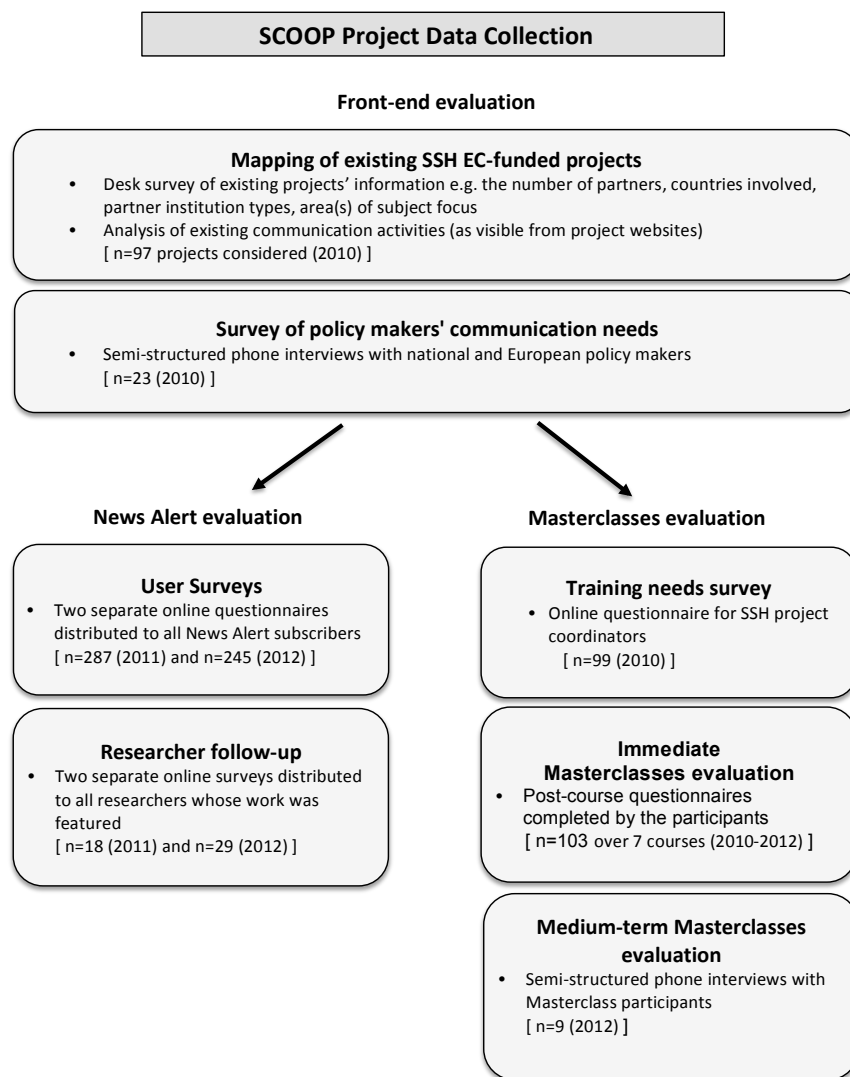 SCOOP Project Data Collection
Front-end evaluation
Mapping of existing SSH EC-funded projects
• Desk survey of existing projects’ information e.g. the number of partners, countries involved,
partner institution types, area(s) of subject focus
• Analysis of existing communication activities (as visible from project websites)
[ n=97 projects considered (2010) ]
Survey of policy makers' communication needs
• Semi-structured phone interviews with national and European policy makers
[ n=23 (2010) ]
News Alert evaluation
User Surveys
• Two separate online questionnaires
distributed to all News Alert subscribers
[ n=287 (2011) and n=245 (2012) ]
Researcher follow-up
• Two separate online surveys distributed
to all researchers whose work was
featured
[ n=18 (2011) and n=29 (2012) ]
Masterclasses evaluation
Training needs survey
• Online questionnaire for SSH project
coordinators
[ n=99 (2010) ]
Immediate
Masterclasses evaluation
• Post-course questionnaires
completed by the participants
[ n=103 over 7 courses (2010-2012) ]
Medium-term Masterclasses
evaluation
• Semi-structured phone interviews with
Masterclass participants
[ n=9 (2012) ]